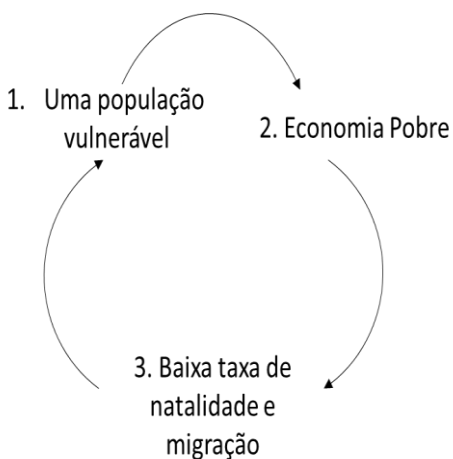 1. Uma população
vulnerável
2. Economia Pobre
3. Baixa taxa de
natalidade e
migração